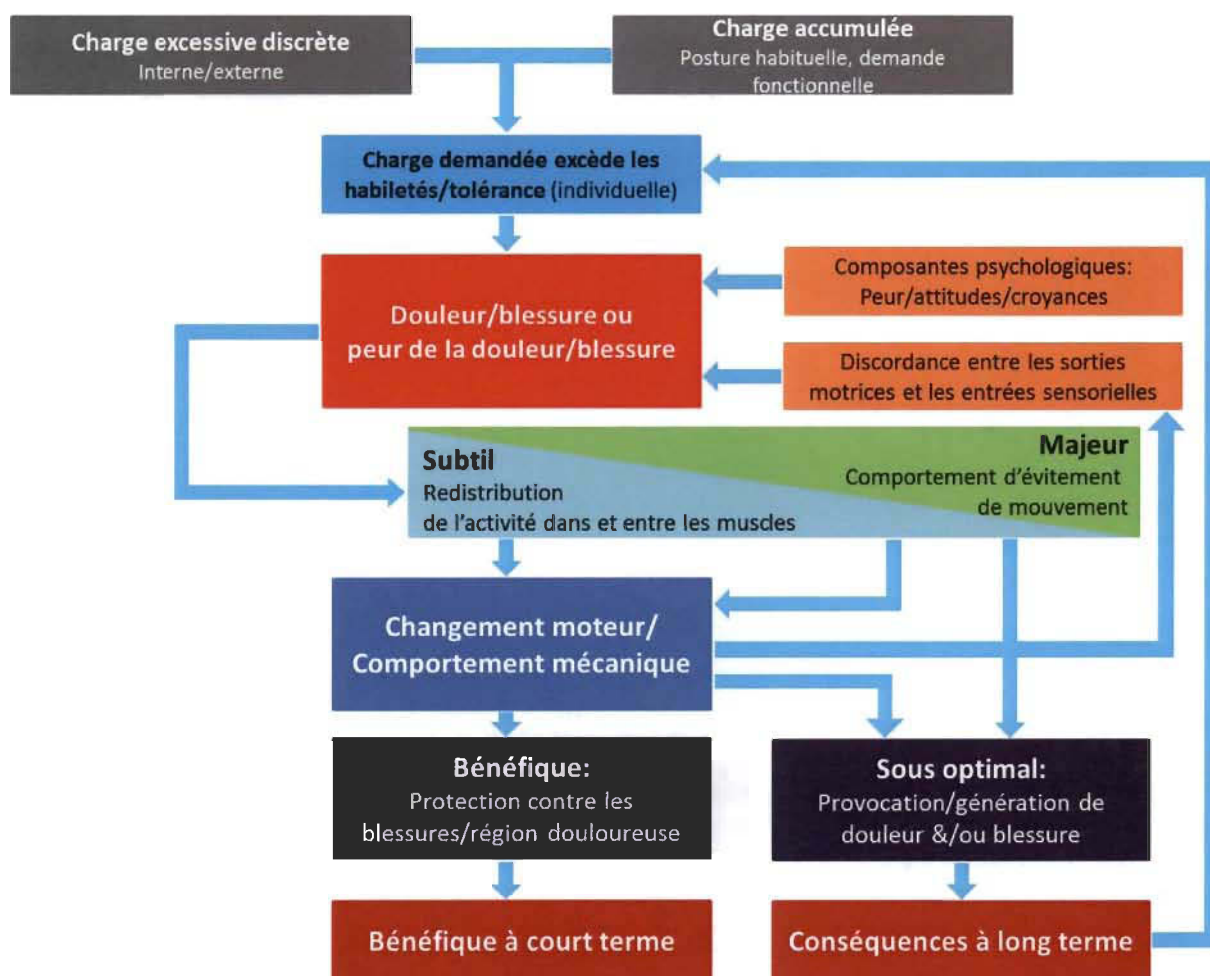 Charge excessive discrète
Interne/externe
Charge accumulée
Posture habituelle, demande
fonctionnelle
Charge demandée excède les
habiletés/tolérance (individuelle)
Douleur/blessure ou
peur de la douleur/blessure
Composantes psychologiques:
Peur/attitudes/croyances
Discordance entre les sorties
motrices et les entrées sensorielles
Subtil
Redistribution
de l'activité dans et entre les muscles
Majeur
Comportement d'évitement
de mouvement
Changement moteur/
Comportement mécanique
Bénéfique:
Protection contre les
blessures/région douloureuse
Sous optimal:
Provocation/génération de
douleur &/ou blessure
Bénéfique à court terme
Conséquences à long terme